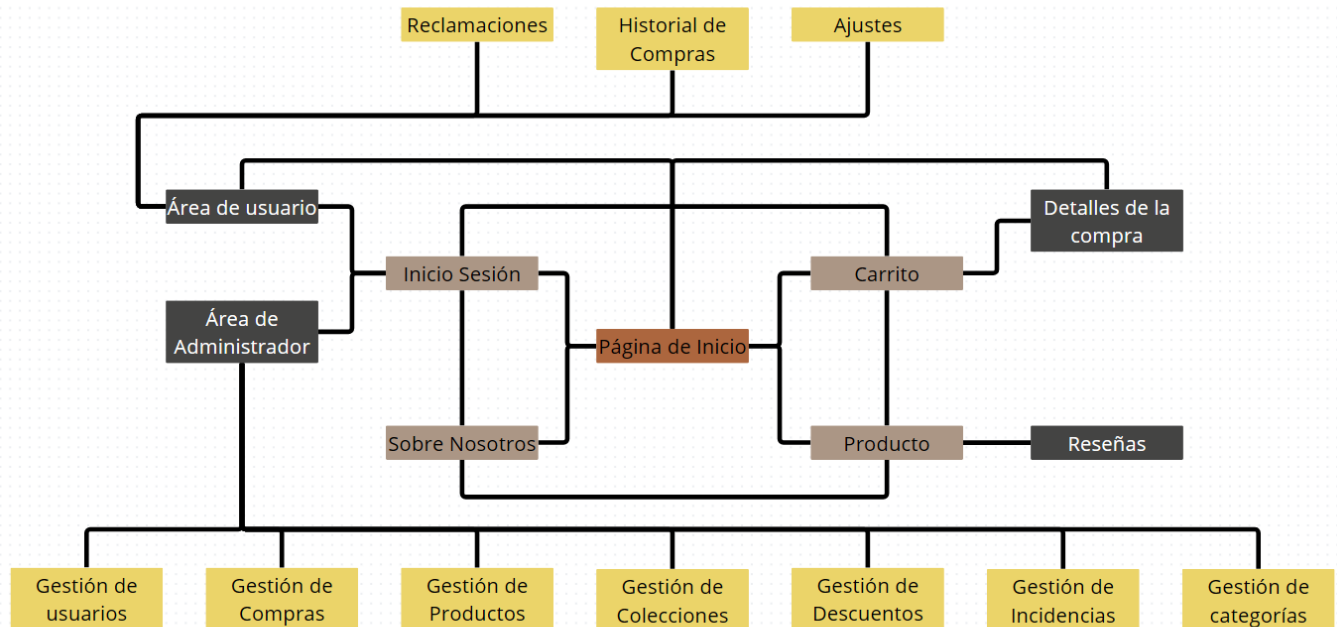 Reclamaciones
Historial de
Compras
Ajustes
Área de usuario
Detalles de la
compra
Inicio Sesión
Carrito
Área de
Administrador
Página de Inicio
Sobre Nosotros
Producto
Reseñas
Gestión de
usuarios
Gestión de
Compras
Gestión de
Productos
Gestión de
Colecciones
Gestión de
Descuentos
Gestión de
Incidencias
Gestión de
categorías